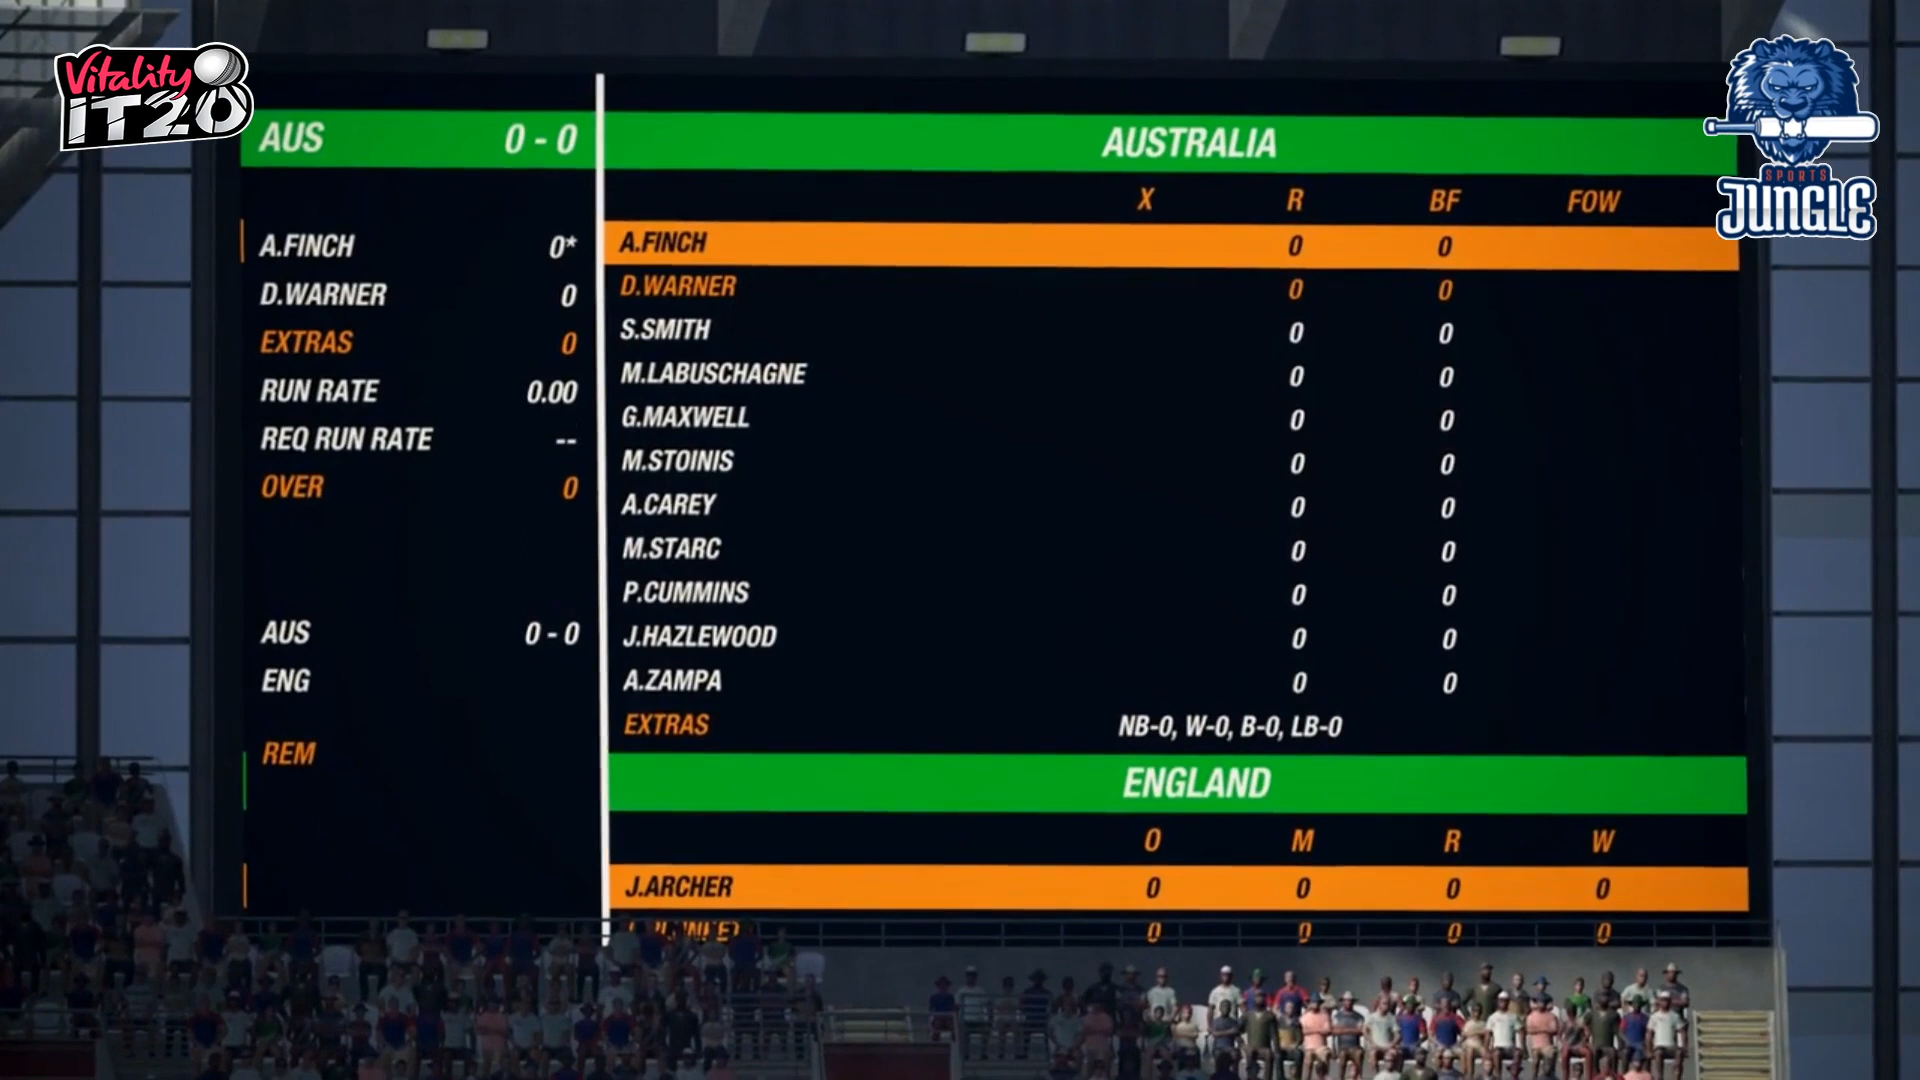 Vitality
IT20
SPORTS
JUNGLE
AUS 0 - 0
A.FINCH 0*
D.WARNER 0
EXTRAS 0
RUN RATE 0.00
REQ RUN RATE --
OVER 0
AUS 0 - 0
ENG
REM
AUSTRALIA
X R BF FOW
A.FINCH 0 0
D.WARNER 0 0
S.SMITH 0 0
M.LABUSCHAGNE 0 0
G.MAXWELL 0 0
M.STOINIS 0 0
A.CAREY 0 0
M.STARC 0 0
P.CUMMINS 0 0
J.HAZLEWOOD 0 0
A.ZAMPA 0 0
EXTRAS NB-0, W-0, B-0, LB-0
ENGLAND
O M R W
J.ARCHER 0 0 0 0
0 0 0 0